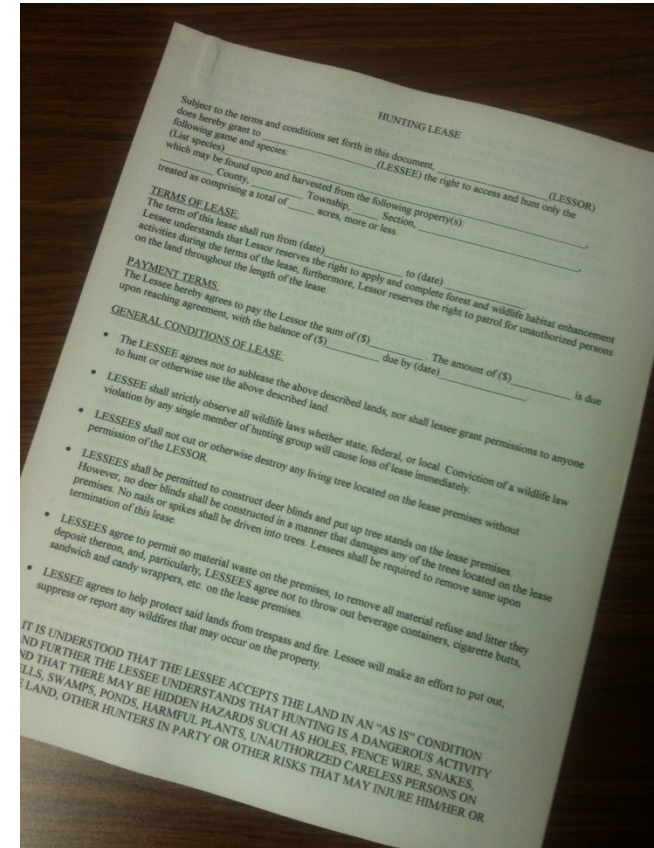 HUNTING LEASE
Subject to the terms and conditions set forth in this document, ____________________ (LESSOR)
does hereby grant to ____________________ (LESSEE) the right to access and hunt only the
following game and species:
(List species) ________________________________________,
which may be found upon and harvested from the following property(s):
__________ County, __________ Township, _____ Section, ____________________,
treated as comprising a total of _____ acres, more or less.
TERMS OF LEASE:
The term of this lease shall run from (date) _______________ to (date) _______________.
Lessee understands that Lessor reserves the right to apply and complete forest and wildlife habitat enhancement
activities during the terms of the lease, furthermore, Lessor reserves the right to patrol for unauthorized persons
on the land throughout the length of the lease.
PAYMENT TERMS:
The Lessee hereby agrees to pay the Lessor the sum of ($) __________. The amount of ($) __________ is due
upon reaching agreement, with the balance of ($) __________ due by (date) _______________.
GENERAL CONDITIONS OF LEASE:
• The LESSEE agrees not to sublease the above described lands, nor shall lessee grant permissions to anyone
to hunt or otherwise use the above described land.
• LESSEE shall strictly observe all wildlife laws whether state, federal, or local. Conviction of a wildlife law
violation by any single member of hunting group will cause loss of lease immediately.
• LESSEES shall not cut or otherwise destroy any living tree located on the lease premises without
permission of the LESSOR.
• LESSEES shall be permitted to construct deer blinds and put up tree stands on the lease premises.
However, no deer blinds shall be constructed in a manner that damages any of the trees located on the lease
premises. No nails or spikes shall be driven into trees. Lessees shall be required to remove same upon
termination of this lease.
• LESSEES agree to permit no material waste on the premises, to remove all material refuse and litter they
deposit thereon, and, particularly, LESSEES agree not to throw out beverage containers, cigarette butts,
sandwich and candy wrappers, etc. on the lease premises.
• LESSEE agrees to help protect said lands from trespass and fire. Lessee will make an effort to put out,
suppress or report any wildfires that may occur on the property.
IT IS UNDERSTOOD THAT THE LESSEE ACCEPTS THE LAND IN AN "AS IS" CONDITION
ND FURTHER THE LESSEE UNDERSTANDS THAT HUNTING IS A DANGEROUS ACTIVITY
ND THAT THERE MAY BE HIDDEN HAZARDS SUCH AS HOLES, FENCE WIRE, SNAKES,
ELLS, SWAMPS, PONDS, HARMFUL PLANTS, UNAUTHORIZED CARELESS PERSONS ON
E LAND, OTHER HUNTERS IN PARTY OR OTHER RISKS THAT MAY INJURE HIM/HER OR